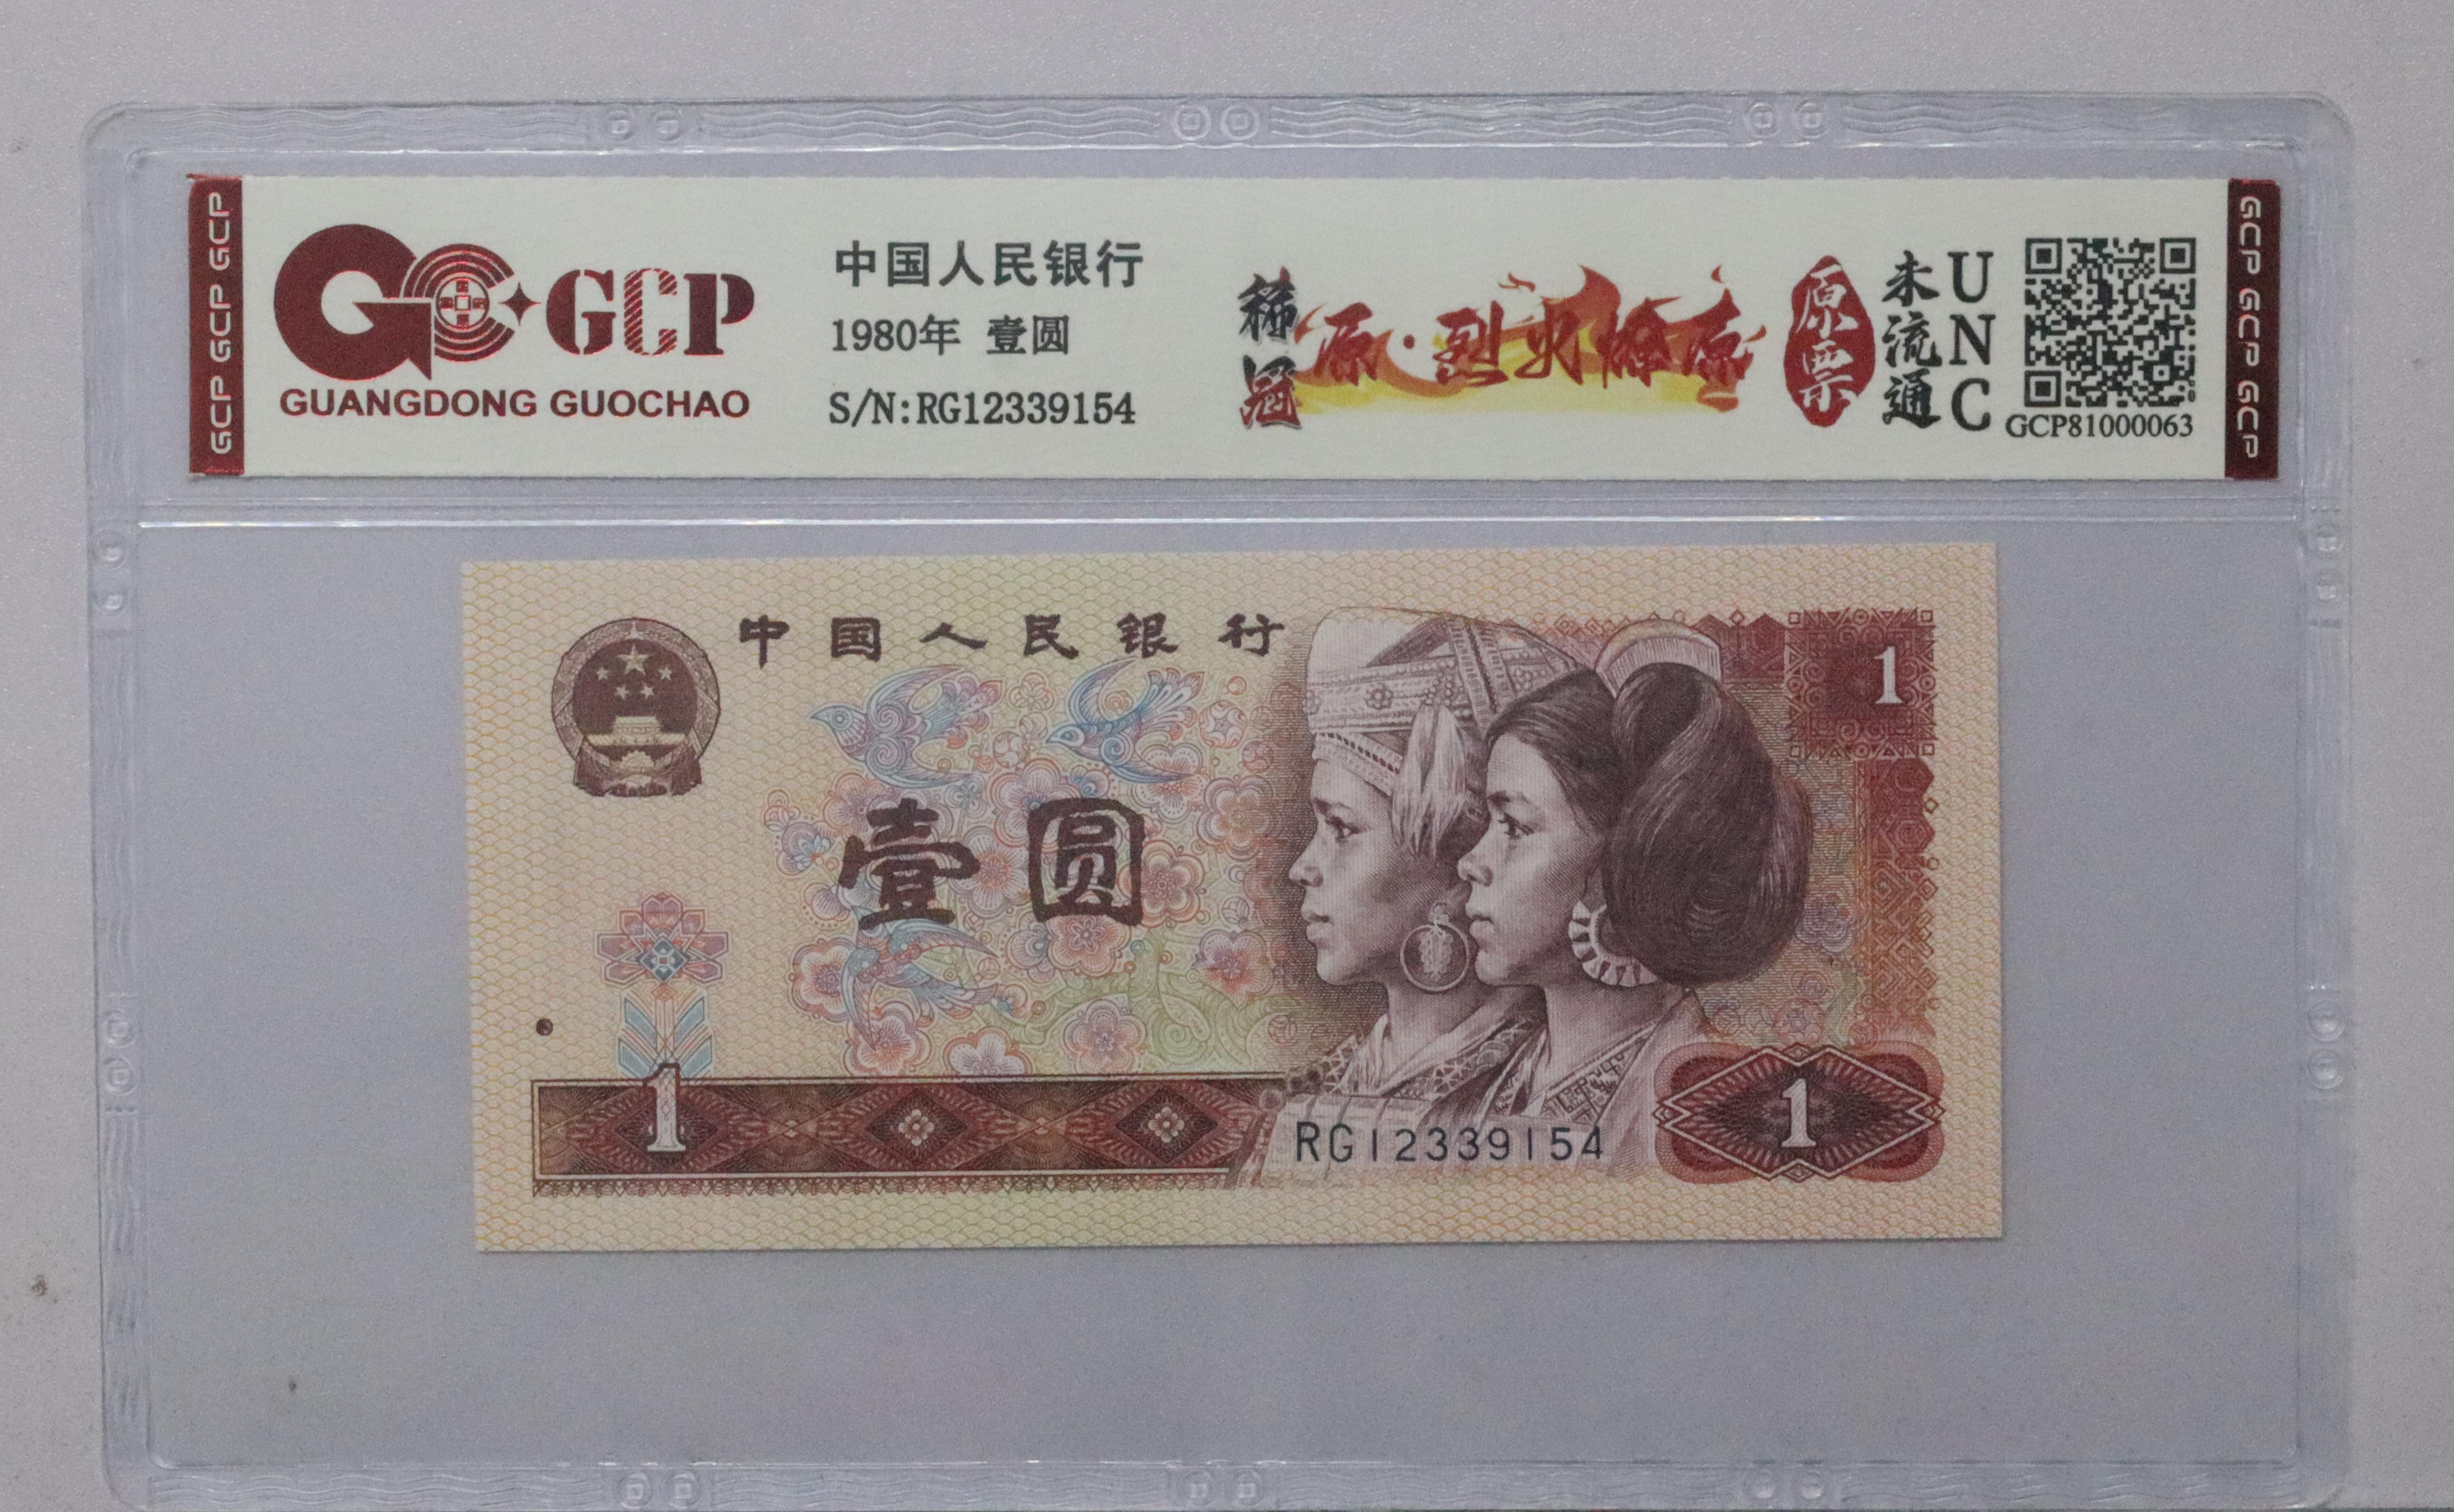 GCP GCP GCP
GCP
GUANGDONG GUOCHAO
中国人民银行
1980年 壹圆
S/N:RG12339154
稀冠
原·烈火燎原
原票
未流通
UNC
GCP81000063
GCP GCP GCP
中国人民银行
1
壹圆
1
RG12339154
1